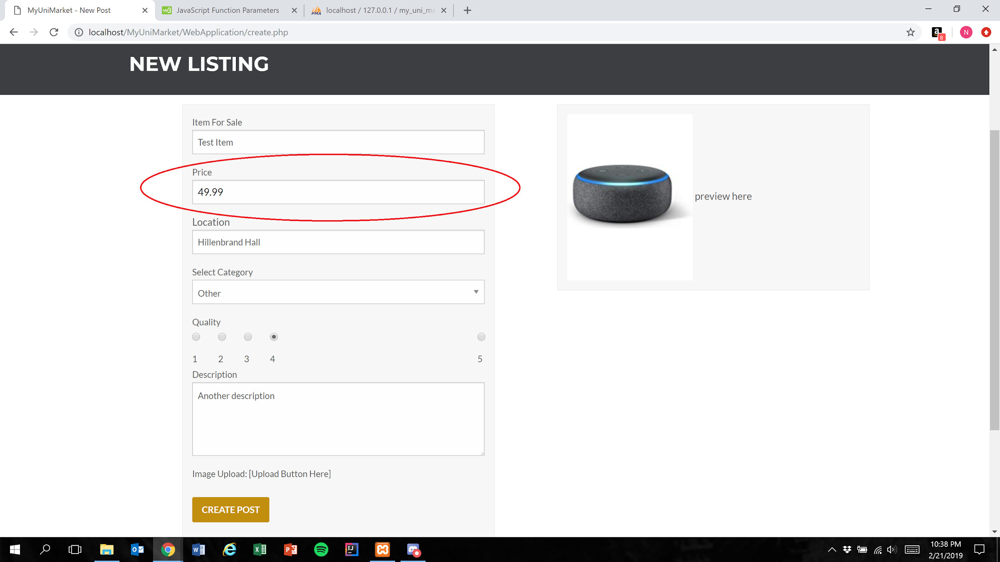 MyUniMarket - New Post
JavaScript Function Parameters
localhost / 127.0.0.1 / my_uni_ma
localhost/MyUniMarket/WebApplication/create.php
8
N
NEW LISTING
Item For Sale
Test Item
Price
49.99
preview here
Location
Hillenbrand Hall
Select Category
Other
Quality
1 2 3 4 5
Description
Another description
Image Upload: [Upload Button Here]
CREATE POST
10:38 PM
2/21/2019